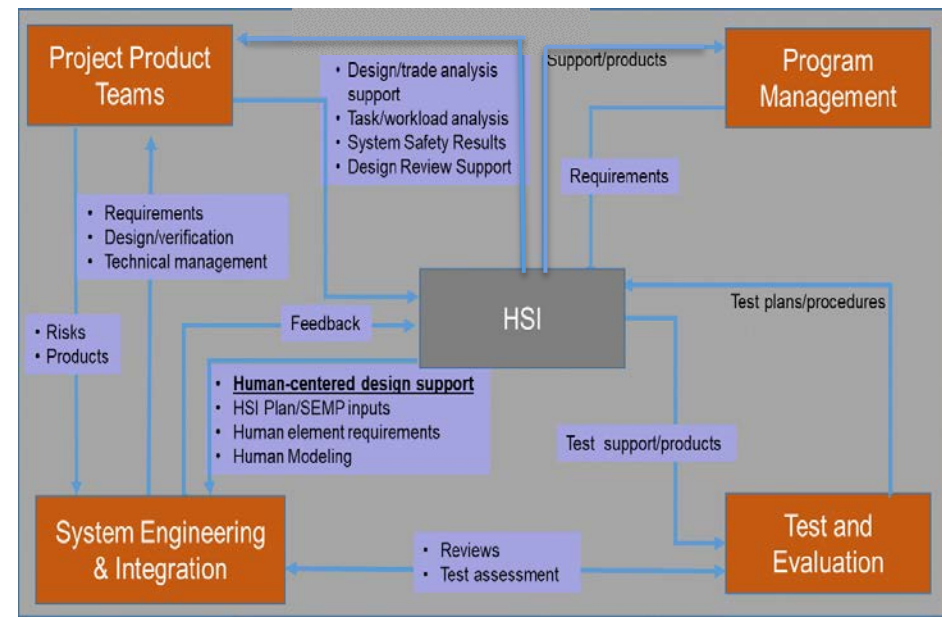 Project Product
Teams
• Design/trade analysis
support
• Task/workload analysis
• System Safety Results
• Design Review Support
Support/products
Program
Management
Requirements
• Requirements
• Design/verification
• Technical management
HSI
Test plans/procedures
Feedback
• Risks
• Products
• Human-centered design support
• HSI Plan/SEMP inputs
• Human element requirements
• Human Modeling
Test support/products
System Engineering
& Integration
• Reviews
• Test assessment
Test and
Evaluation